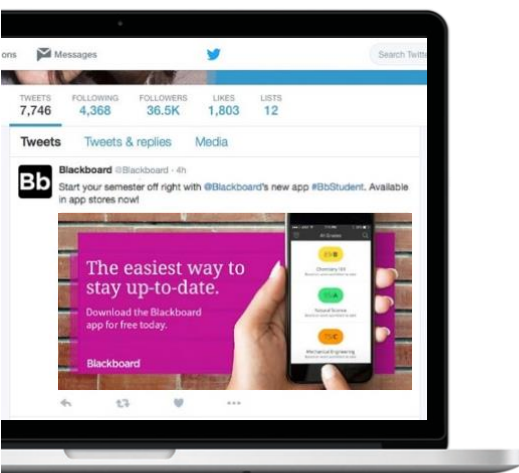 ons Messages Search Twitte
TWEETS FOLLOWING FOLLOWERS LIKES LISTS
7,746 4,368 36.5K 1,803 12
Tweets Tweets & replies Media
Bb
Blackboard @Blackboard · 4h
Start your semester off right with @Blackboard's new app #BbStudent. Available
in app stores now!
The easiest way to
stay up-to-date.
Download the Blackboard
app for free today.
Blackboard
All Grades
B
Chemistry 101
A
Natural Science
C
Mechanical Engineering